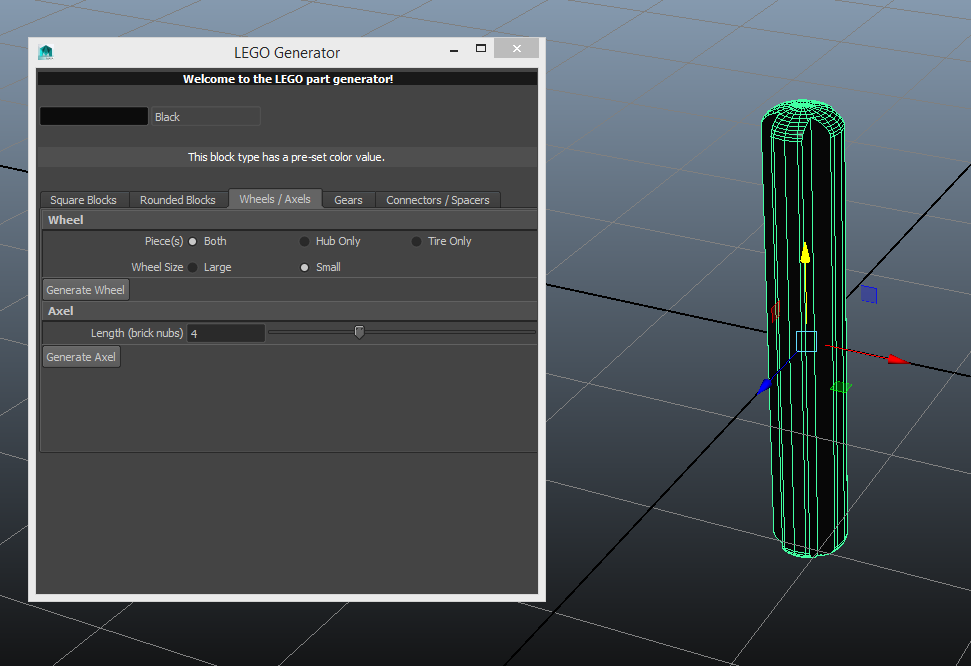 LEGO Generator
Welcome to the LEGO part generator!
Black
This block type has a pre-set color value.
Square Blocks Rounded Blocks Wheels / Axels Gears Connectors / Spacers
Wheel
Piece(s) Both Hub Only Tire Only
Wheel Size Large Small
Generate Wheel
Axel
Length (brick nubs) 4
Generate Axel